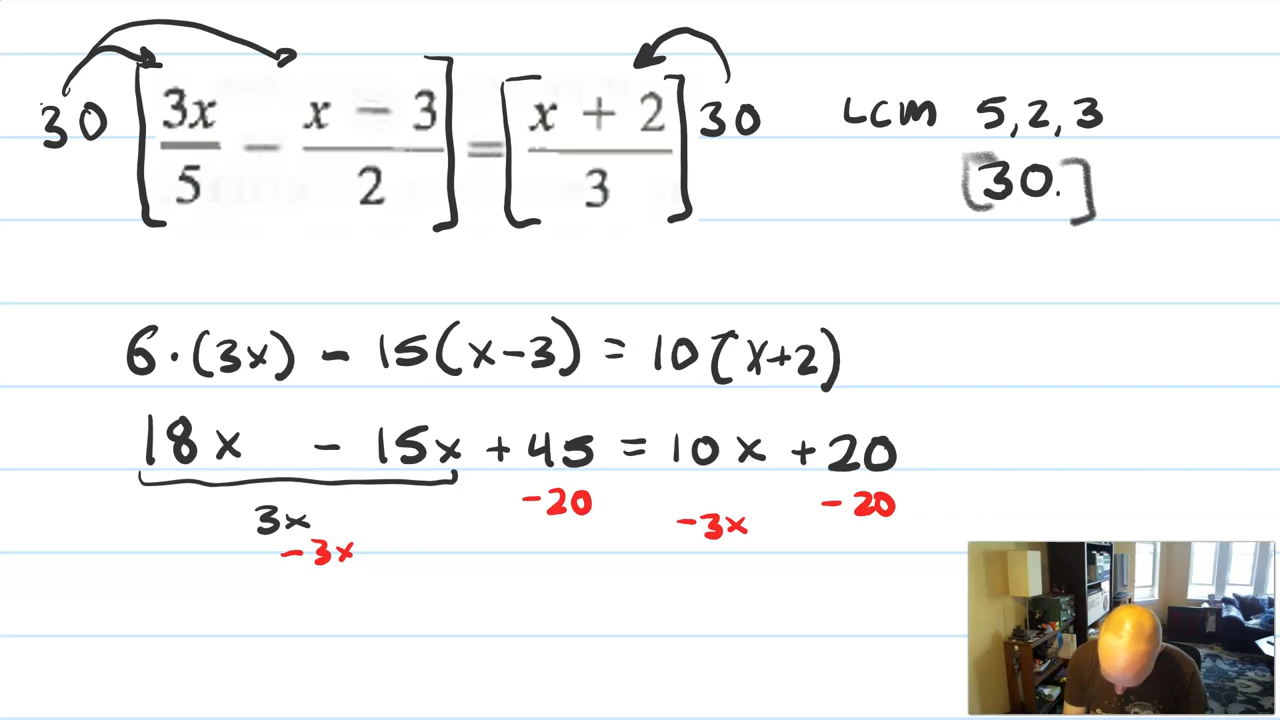 30 [3x/5 − x − 3/2] = [x + 2/3] 30
LCM 5, 2, 3
[30.]
6 · (3x) − 15(x−3) = 10(x+2)
18x − 15x + 45 = 10x + 20
−20 −20
3x −3x
−3x